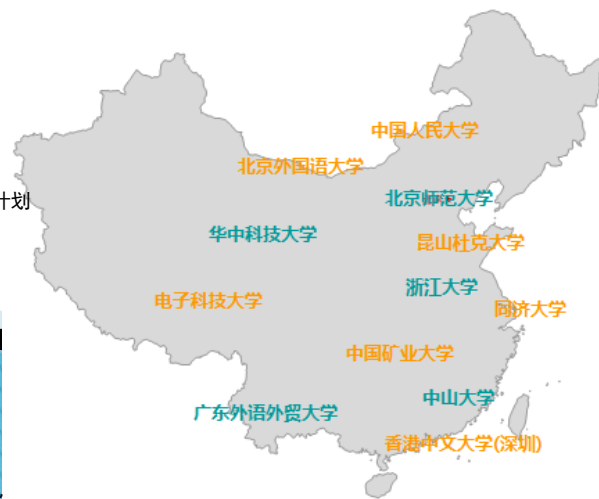 中国人民大学
北京外国语大学
计划
北京师范大学
华中科技大学
昆山杜克大学
浙江大学
电子科技大学
同济大学
中国矿业大学
中山大学
广东外语外贸大学
香港中文大学(深圳)